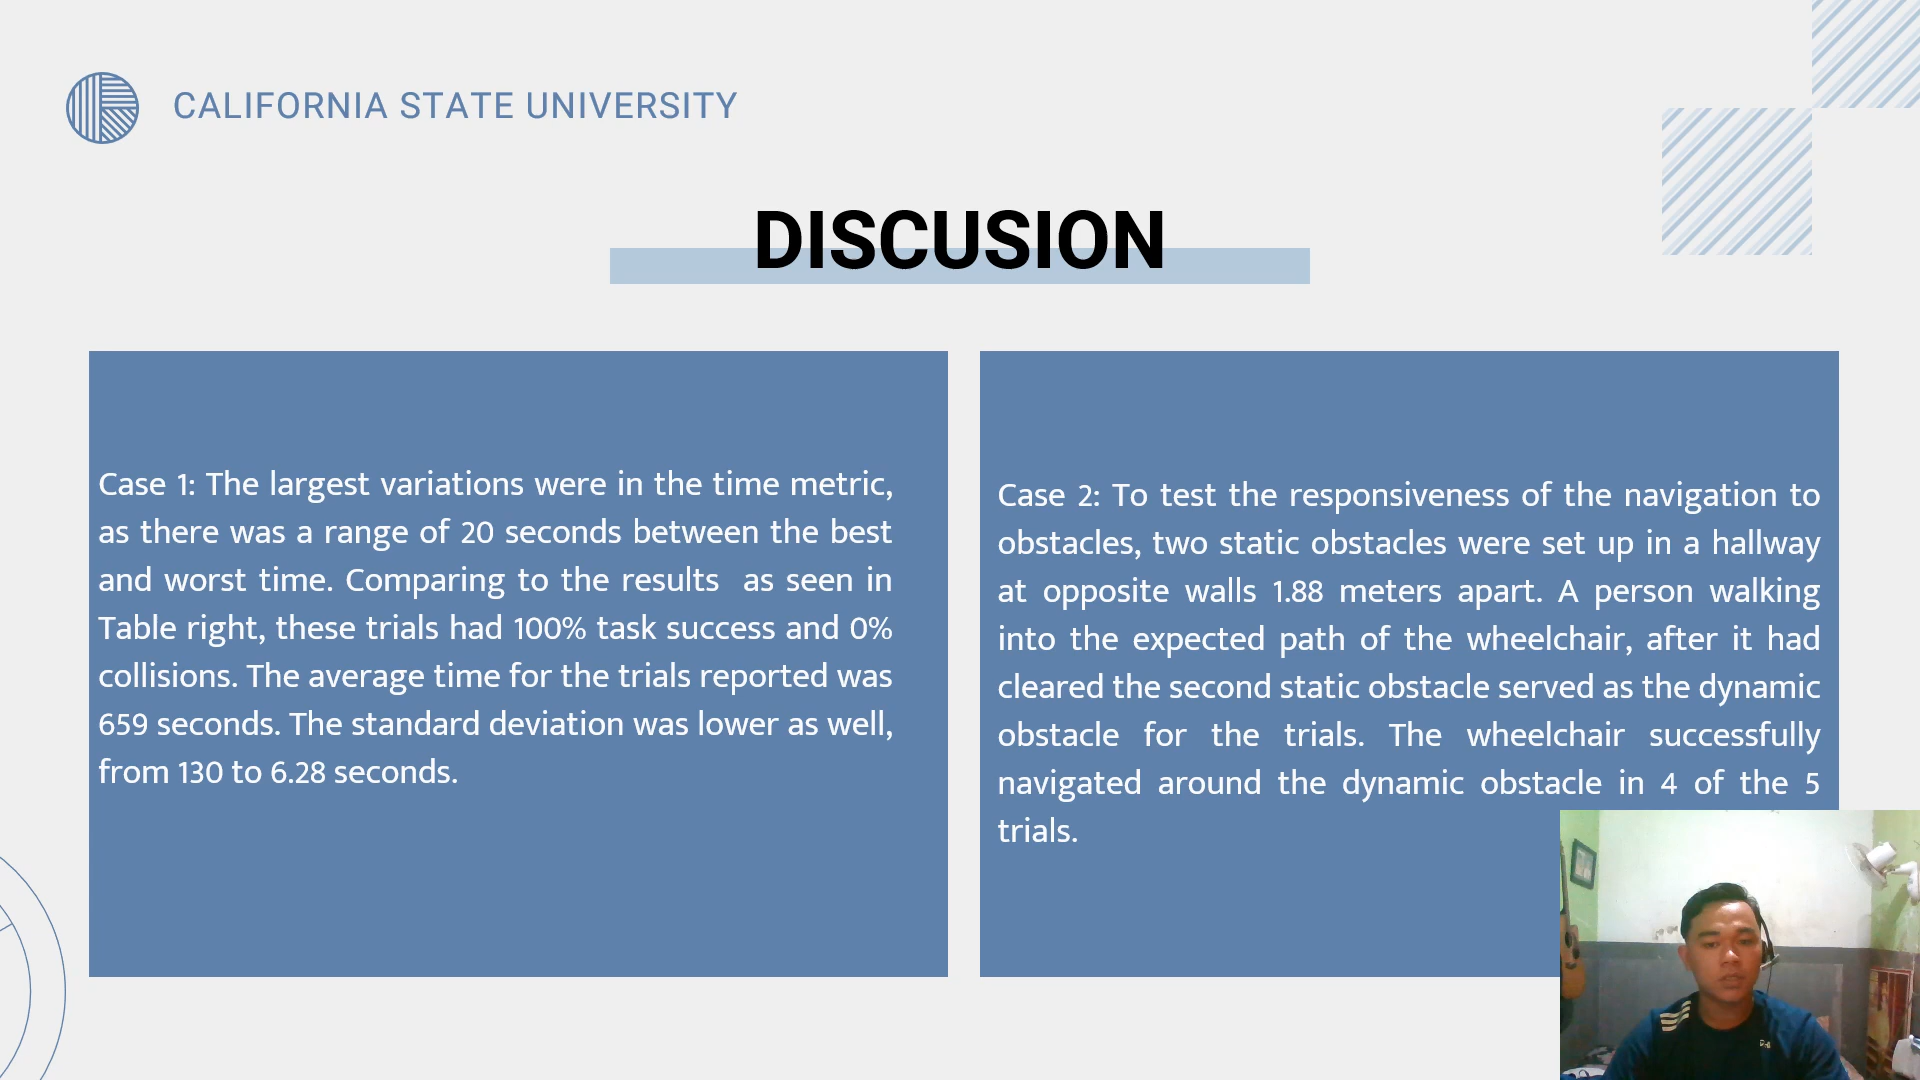 CALIFORNIA STATE UNIVERSITY
DISCUSION
Case 1: The largest variations were in the time metric,
as there was a range of 20 seconds between the best
and worst time. Comparing to the results as seen in
Table right, these trials had 100% task success and 0%
collisions. The average time for the trials reported was
659 seconds. The standard deviation was lower as well,
from 130 to 6.28 seconds.
Case 2: To test the responsiveness of the navigation to
obstacles, two static obstacles were set up in a hallway
at opposite walls 1.88 meters apart. A person walking
into the expected path of the wheelchair, after it had
cleared the second static obstacle served as the dynamic
obstacle for the trials. The wheelchair successfully
navigated around the dynamic obstacle in 4 of the 5
trials.